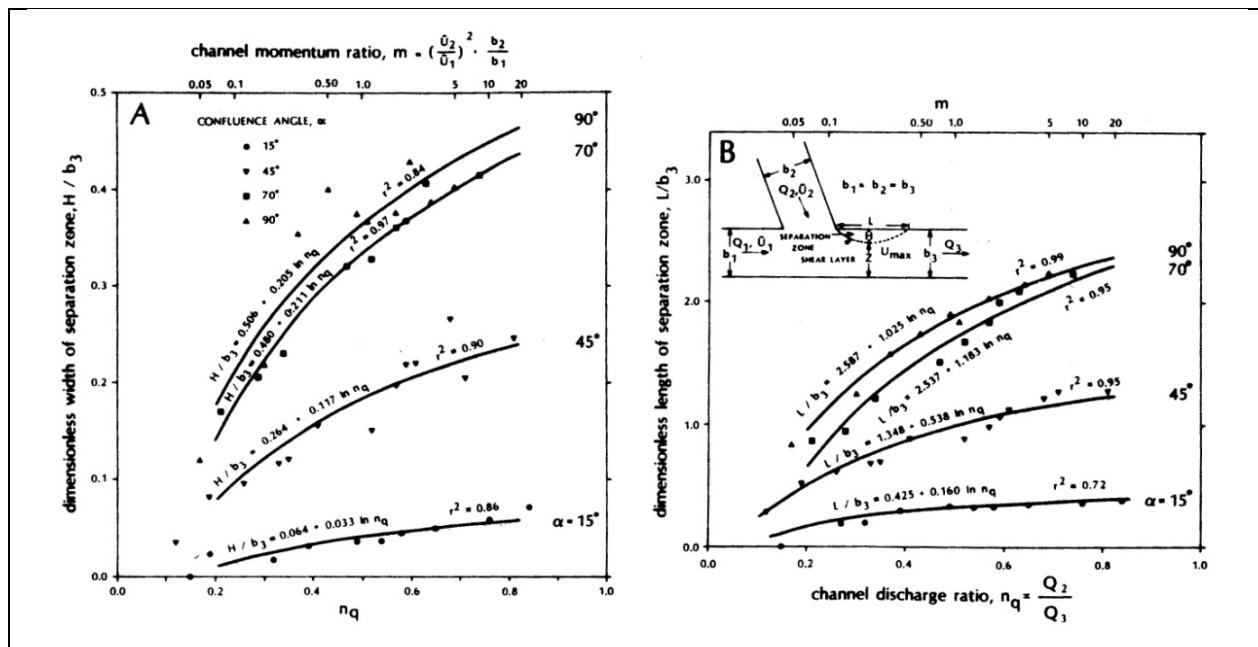 channel momentum ratio, m = (Ū2/Ū1)² · b2/b1
0.05 0.1 0.50 1.0 5 10 20
A
CONFLUENCE ANGLE, α
15°
45°
70°
90°
dimensionless width of separation zone, H / b3
0.5
0.4
0.3
0.2
0.1
0.0
90°
70°
45°
α = 15°
r² = 0.84
r² = 0.97
r² = 0.90
r² = 0.86
H / b3 = 0.506 + 0.205 ln nq
H / b3 = 0.480 + 0.211 ln nq
H / b3 = 0.264 + 0.117 ln nq
H / b3 = 0.064 + 0.033 ln nq
0.0 0.2 0.4 0.6 0.8 1.0
nq
m
0.05 0.1 0.50 1.0 5 10 20
B
b2
Q2, Ū2
b1 = b2 = b3
L
H
Z
SEPARATION
ZONE
SHEAR LAYER
Umax
b1
Q1, Ū1
b3
Q3
dimensionless length of separation zone, L/b3
3.0
2.0
1.0
0.0
90°
70°
45°
α = 15°
r² = 0.99
r² = 0.95
r² = 0.95
r² = 0.72
L / b3 = 2.587 + 1.025 ln nq
L / b3 = 2.537 + 1.183 ln nq
L / b3 = 1.348 + 0.538 ln nq
L / b3 = 0.425 + 0.160 ln nq
0.0 0.2 0.4 0.6 0.8 1.0
channel discharge ratio, nq = Q2/Q3